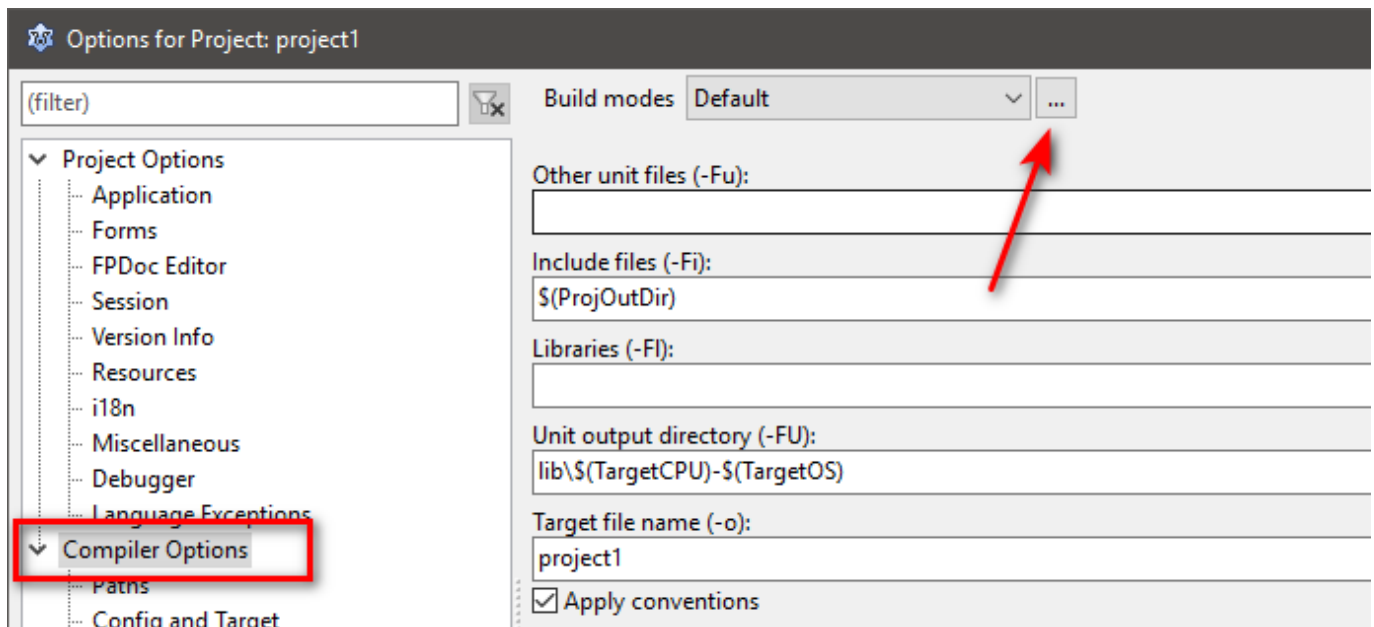 Options for Project: project1
(filter)
Build modes Default ...
Project Options
Application
Forms
FPDoc Editor
Session
Version Info
Resources
i18n
Miscellaneous
Debugger
Language Exceptions
Compiler Options
Paths
Config and Target
Other unit files (-Fu):
Include files (-Fi):
$(ProjOutDir)
Libraries (-Fl):
Unit output directory (-FU):
lib\$(TargetCPU)-$(TargetOS)
Target file name (-o):
project1
Apply conventions